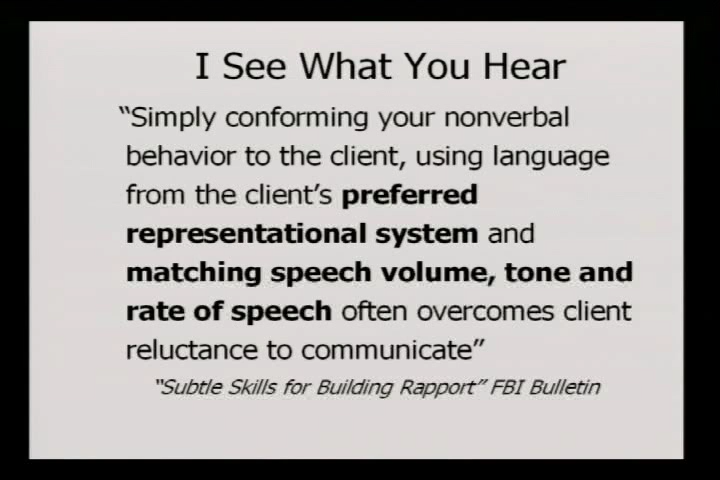 I See What You Hear
“Simply conforming your nonverbal
behavior to the client, using language
from the client’s preferred
representational system and
matching speech volume, tone and
rate of speech often overcomes client
reluctance to communicate”
“Subtle Skills for Building Rapport” FBI Bulletin